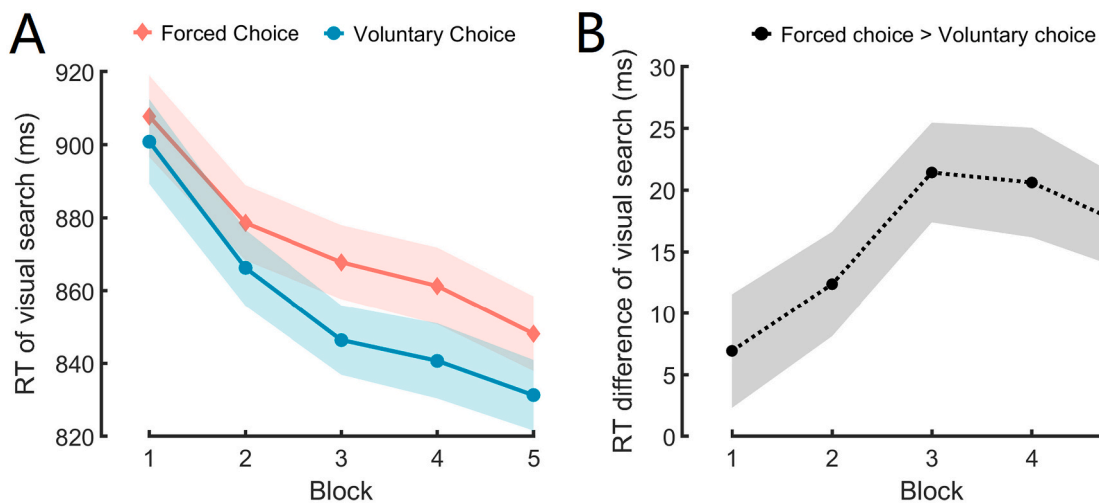 A
Forced Choice
Voluntary Choice
RT of visual search (ms)
920
900
880
860
840
820
1 2 3 4 5
Block
B
Forced choice > Voluntary choice
RT difference of visual search (ms)
30
25
20
15
10
5
0
1 2 3 4
Block